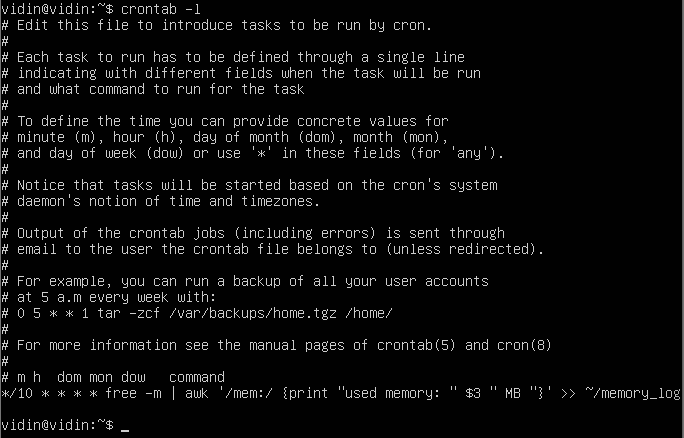 vidin@vidin:~$ crontab -l
# Edit this file to introduce tasks to be run by cron.
#
# Each task to run has to be defined through a single line
# indicating with different fields when the task will be run
# and what command to run for the task
#
# To define the time you can provide concrete values for
# minute (m), hour (h), day of month (dom), month (mon),
# and day of week (dow) or use '*' in these fields (for 'any').
#
# Notice that tasks will be started based on the cron's system
# daemon's notion of time and timezones.
#
# Output of the crontab jobs (including errors) is sent through
# email to the user the crontab file belongs to (unless redirected).
#
# For example, you can run a backup of all your user accounts
# at 5 a.m every week with:
# 0 5 * * 1 tar -zcf /var/backups/home.tgz /home/
#
# For more information see the manual pages of crontab(5) and cron(8)
#
# m h  dom mon dow   command
*/10 * * * * free -m | awk '/mem:/ {print "used memory: " $3 " MB "}' >> ~/memory_log
vidin@vidin:~$ _